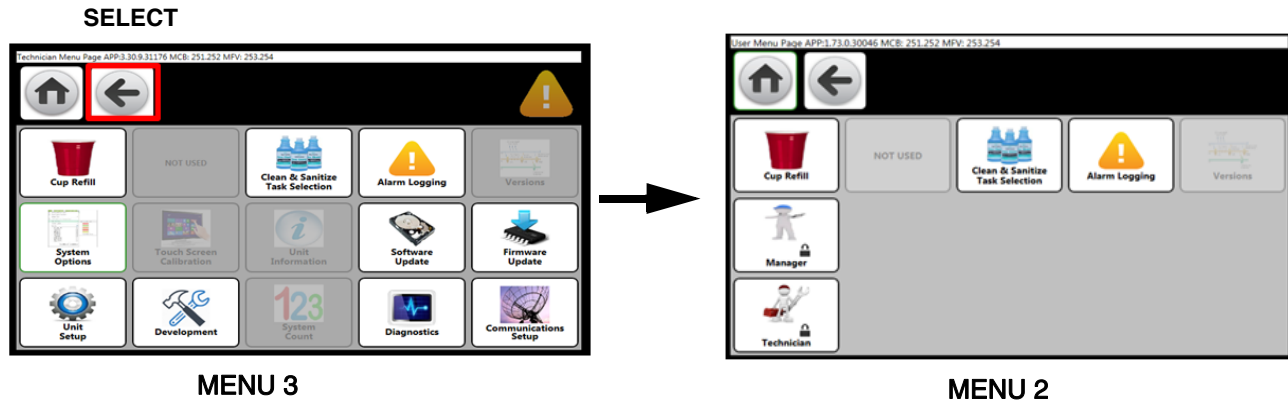 SELECT
Technician Menu Page APP:3.30.9.31176 MCB: 251.252 MFV: 253.254
Cup Refill
NOT USED
Clean & Sanitize
Task Selection
Alarm Logging
Versions
System
Options
Touch Screen
Calibration
Unit
Information
Software
Update
Firmware
Update
Unit
Setup
Development
123
System
Count
Diagnostics
Communications
Setup
MENU 3
User Menu Page APP:1.73.0.30046 MCB: 251.252 MFV: 253.254
Cup Refill
NOT USED
Clean & Sanitize
Task Selection
Alarm Logging
Versions
Manager
Technician
MENU 2